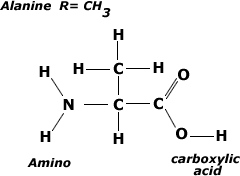 Alanine R= CH3
H
H H C H O
N C C
H H O H
Amino carboxylic
acid